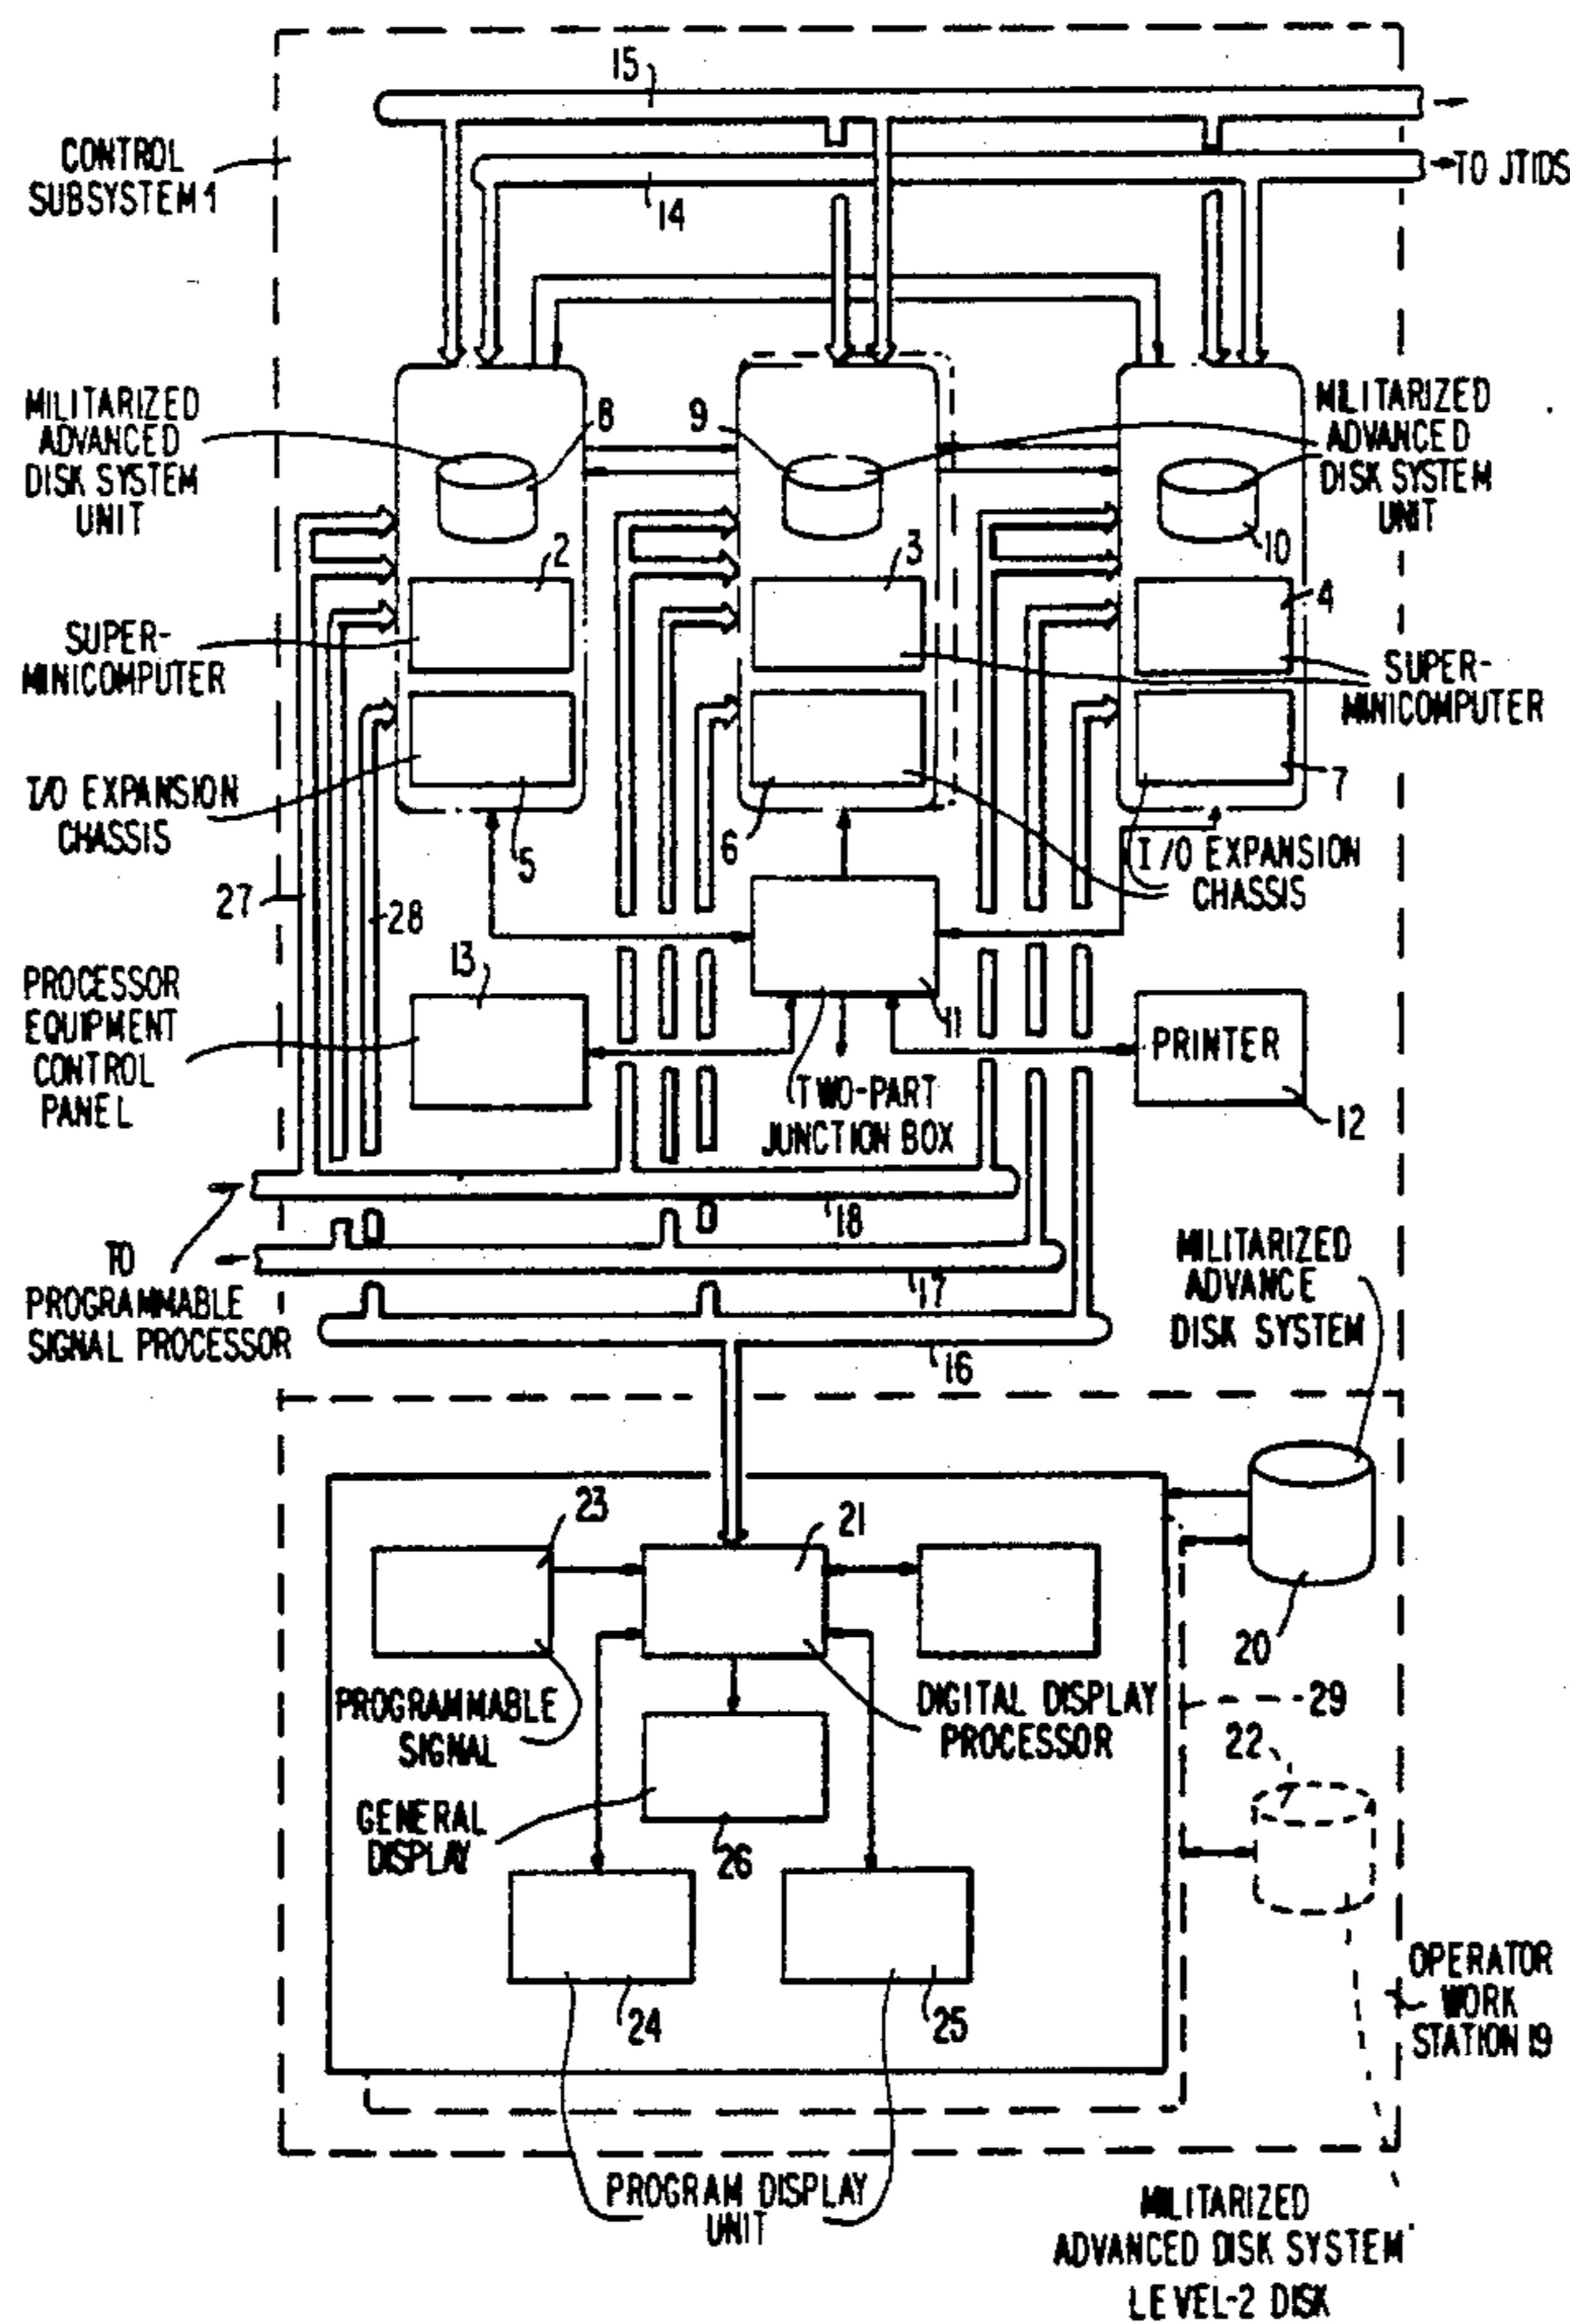 15
CONTROL
SUBSYSTEM 1
TO JTIDS
14
MILITARIZED
ADVANCED
DISK SYSTEM
UNIT
8
9
MILITARIZED
ADVANCED
DISK SYSTEM
UNIT
10
2
3
4
SUPER-
MINICOMPUTER
SUPER-
MINICOMPUTER
I/O EXPANSION
CHASSIS
5
6
7
I/O EXPANSION
CHASSIS
27
28
13
11
PROCESSOR
EQUIPMENT
CONTROL
PANEL
PRINTER
12
TWO-PART
JUNCTION BOX
18
TO
PROGRAMMABLE
SIGNAL PROCESSOR
17
16
MILITARIZED
ADVANCE
DISK SYSTEM
23
21
20
PROGRAMMABLE
SIGNAL
DIGITAL DISPLAY
PROCESSOR
29
22
GENERAL
DISPLAY
26
24
25
OPERATOR
WORK
STATION 19
PROGRAM DISPLAY
UNIT
MILITARIZED
ADVANCED DISK SYSTEM
LEVEL-2 DISK